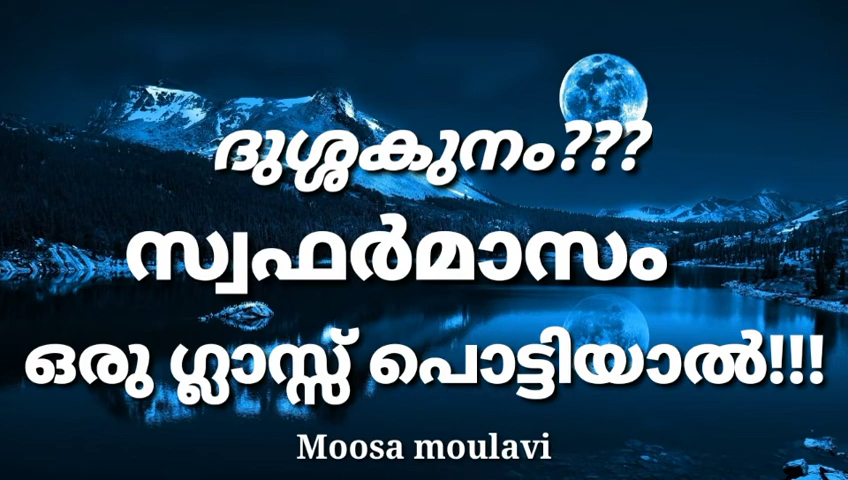 ദുശ്ശകുനം???
സ്വഫർമാസം
ഒരു ഗ്ലാസ്സ് പൊട്ടിയാൽ!!!
Moosa moulavi